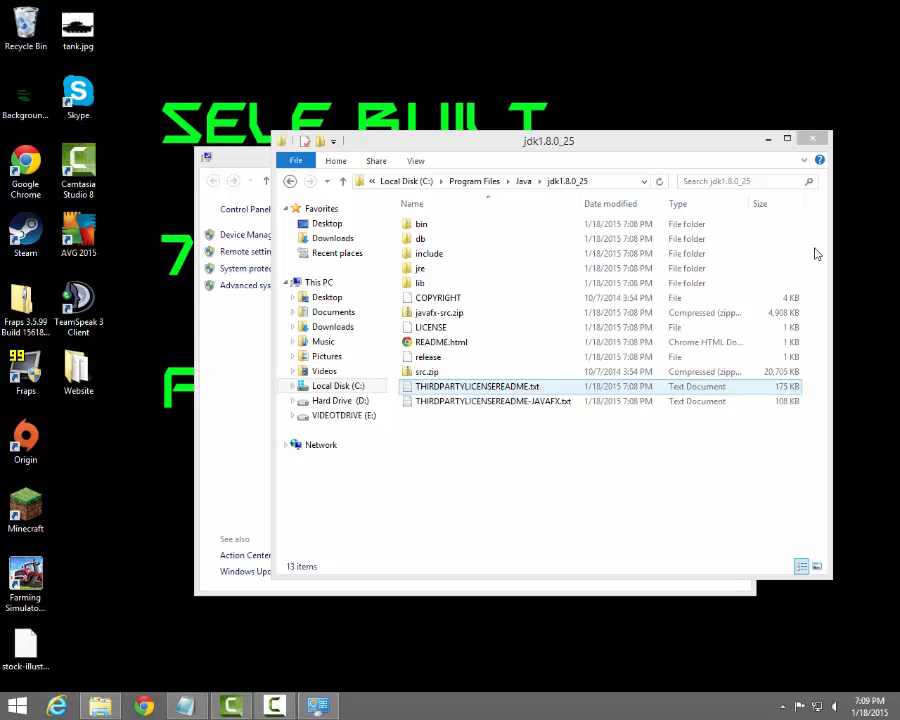 Recycle Bin
tank.jpg
Backgroun...
Skype
Google
Chrome
Camtasia
Studio 8
Steam
AVG 2015
Fraps 3.5.99
Build 15618...
TeamSpeak 3
Client
99
Fraps
Website
Origin
Minecraft
Farming
Simulato...
stock-illust...
SELF BUILT
7
jdk1.8.0_25
File
Home
Share
View
« Local Disk (C:) › Program Files › Java › jdk1.8.0_25
Search jdk1.8.0_25
Control Panel
Device Manag
Remote settin
System protec
Advanced sys
See also
Action Center
Windows Upd
Favorites
Desktop
Downloads
Recent places
This PC
Desktop
Documents
Downloads
Music
Pictures
Videos
Local Disk (C:)
Hard Drive (D:)
VIDEOTDRIVE (E:)
Network
Name Date modified Type Size
bin 1/18/2015 7:08 PM File folder
db 1/18/2015 7:08 PM File folder
include 1/18/2015 7:08 PM File folder
jre 1/18/2015 7:08 PM File folder
lib 1/18/2015 7:08 PM File folder
COPYRIGHT 10/7/2014 3:54 PM File 4 KB
javafx-src.zip 1/18/2015 7:08 PM Compressed (zipp... 4,908 KB
LICENSE 1/18/2015 7:08 PM File 1 KB
README.html 1/18/2015 7:08 PM Chrome HTML Do... 1 KB
release 1/18/2015 7:08 PM File 1 KB
src.zip 10/7/2014 3:54 PM Compressed (zipp... 20,705 KB
THIRDPARTYLICENSEREADME.txt 1/18/2015 7:08 PM Text Document 175 KB
THIRDPARTYLICENSEREADME-JAVAFX.txt 1/18/2015 7:08 PM Text Document 108 KB
13 items
7:09 PM
1/18/2015